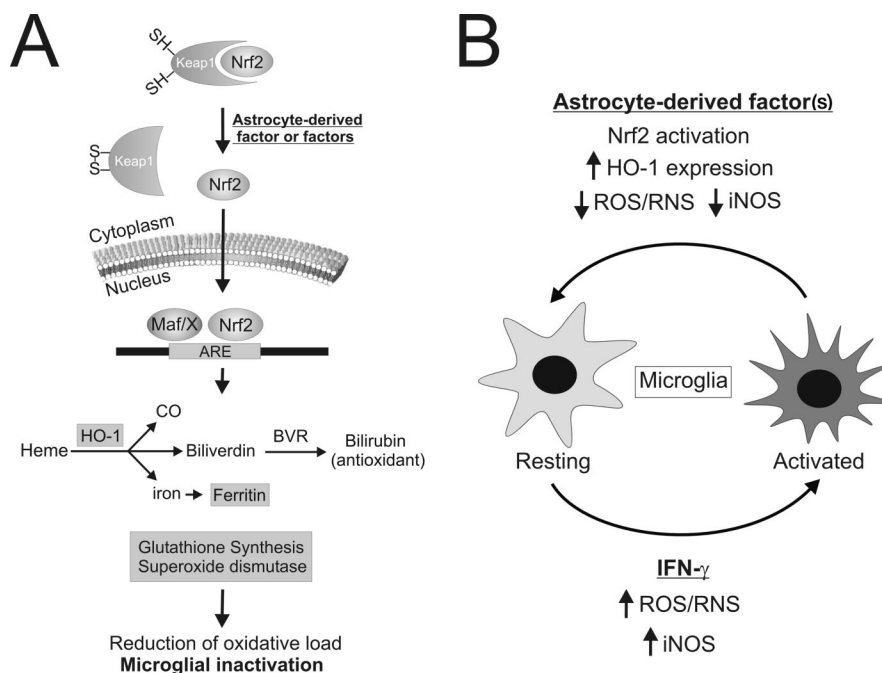 A
SH
SH
Keap1
Nrf2
Astrocyte-derived
factor or factors
S
S
Keap1
Nrf2
Cytoplasm
Nucleus
Maf/X
Nrf2
ARE
CO
Heme
HO-1
Biliverdin
BVR
Bilirubin
(antioxidant)
iron
Ferritin
Glutathione Synthesis
Superoxide dismutase
Reduction of oxidative load
Microglial inactivation
B
Astrocyte-derived factor(s)
Nrf2 activation
↑ HO-1 expression
↓ ROS/RNS ↓ iNOS
Microglia
Resting
Activated
IFN-γ
↑ ROS/RNS
↑ iNOS